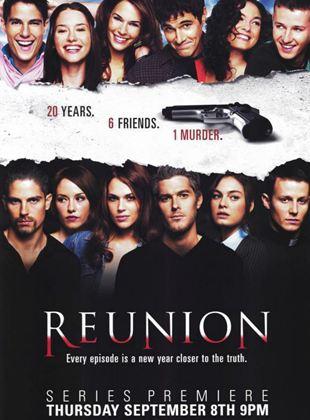 20 YEARS.
6 FRIENDS.
1 MURDER.
REUNION
Every episode is a new year closer to the truth.
SERIES PREMIERE
THURSDAY SEPTEMBER 8TH 9PM